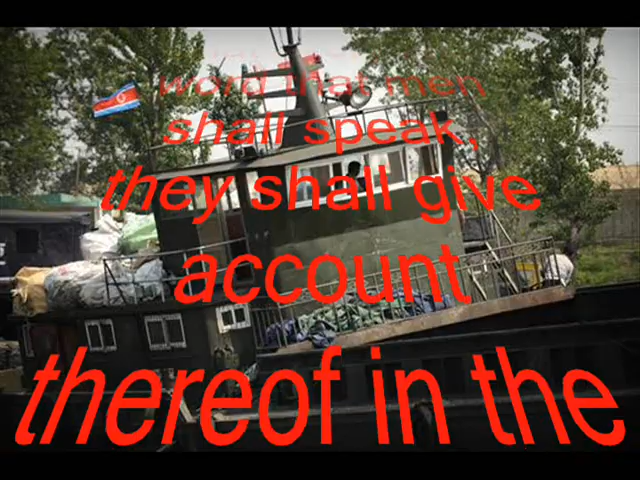 word that men
shall speak,
they shall give
account
thereof in the